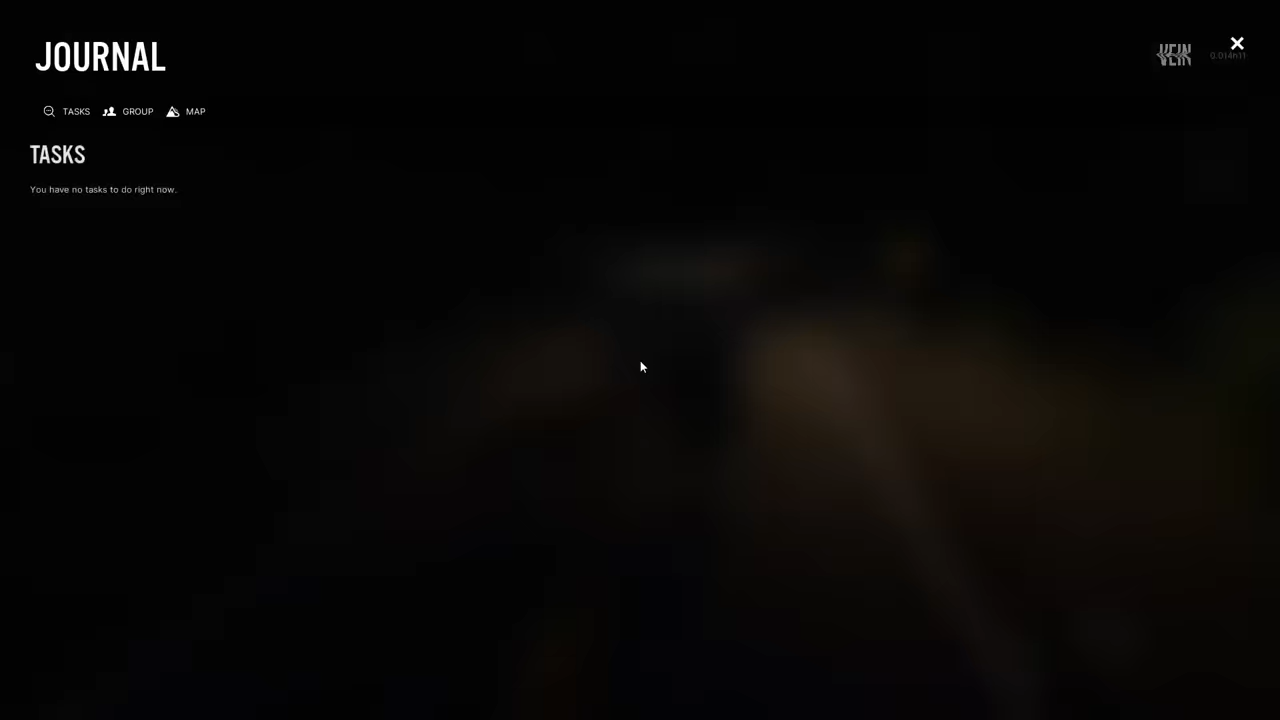 JOURNAL
VEIN
TASKS GROUP MAP
TASKS
You have no tasks to do right now.